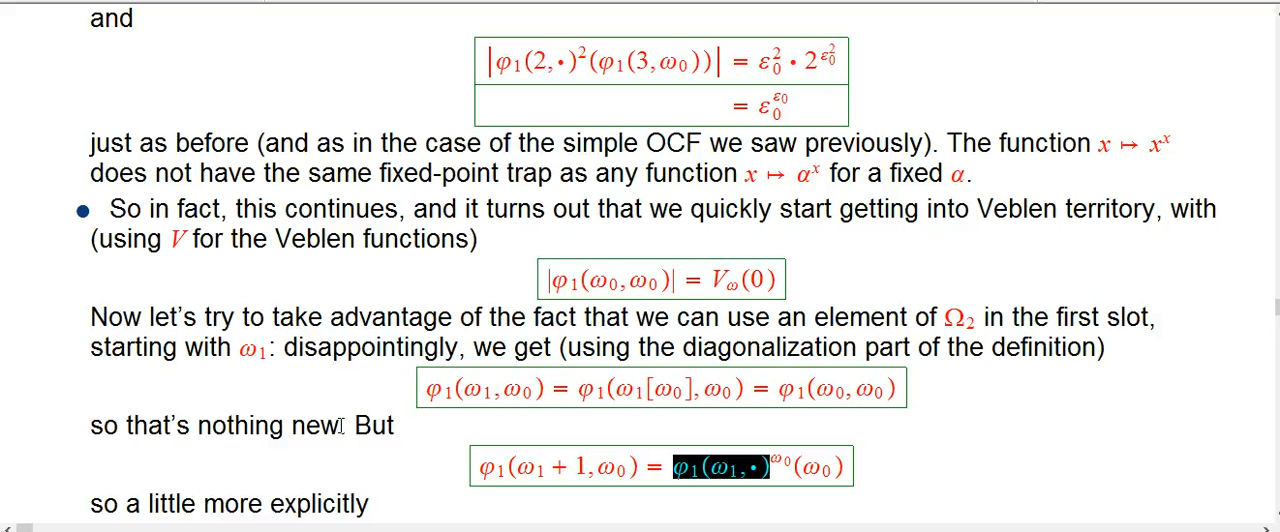 and
|φ₁(2,•)²(φ₁(3,ω₀))| = ε₀² • 2^{ε₀²}
= ε₀^{ε₀}
just as before (and as in the case of the simple OCF we saw previously). The function x ↦ xˣ
does not have the same fixed-point trap as any function x ↦ αˣ for a fixed α.
● So in fact, this continues, and it turns out that we quickly start getting into Veblen territory, with
(using V for the Veblen functions)
|φ₁(ω₀,ω₀)| = V_ω(0)
Now let’s try to take advantage of the fact that we can use an element of Ω₂ in the first slot,
starting with ω₁: disappointingly, we get (using the diagonalization part of the definition)
φ₁(ω₁,ω₀) = φ₁(ω₁[ω₀],ω₀) = φ₁(ω₀,ω₀)
so that’s nothing new. But
φ₁(ω₁ + 1,ω₀) = φ₁(ω₁,•)^{ω₀}(ω₀)
so a little more explicitly